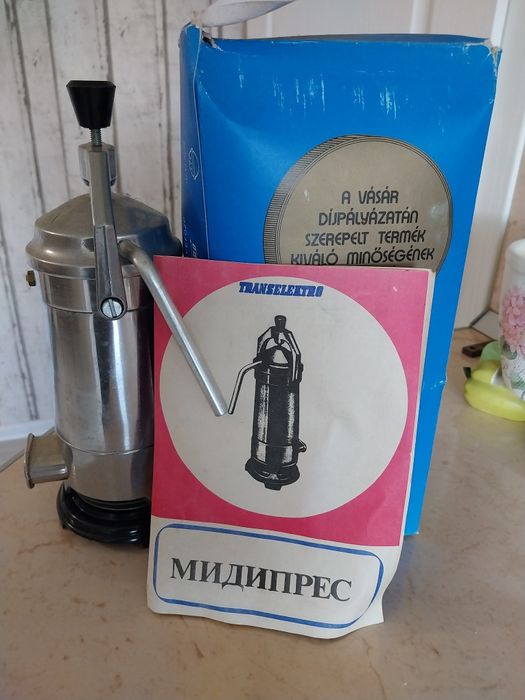 A VÁSÁR
DÍJPÁLYÁZATÁN
SZEREPELT TERMÉK
KIVÁLÓ MINŐSÉGÉNEK
TRANSELEKTRO
МИДИПРЕС